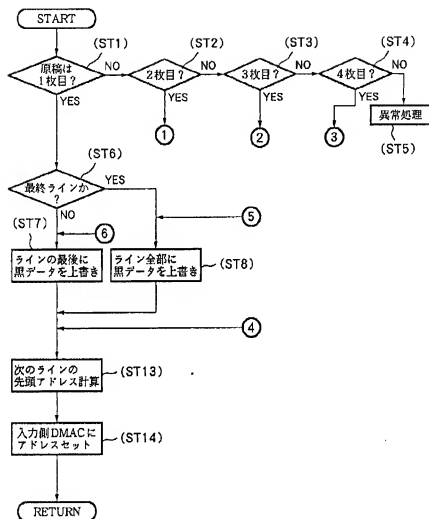 START
(ST1)
(ST2)
(ST3)
(ST4)
原稿は
1枚目?
NO
2枚目?
NO
3枚目?
NO
4枚目?
NO
YES
YES
YES
YES
①
②
③
異常処理
(ST5)
(ST6)
最終ラインか
?
YES
NO
⑤
(ST7)
⑥
ラインの最後に
黒データを上書き
ライン全部に
黒データを上書き
(ST8)
④
次のラインの
先頭アドレス計算
(ST13)
入力側DMACに
アドレスセット
(ST14)
RETURN